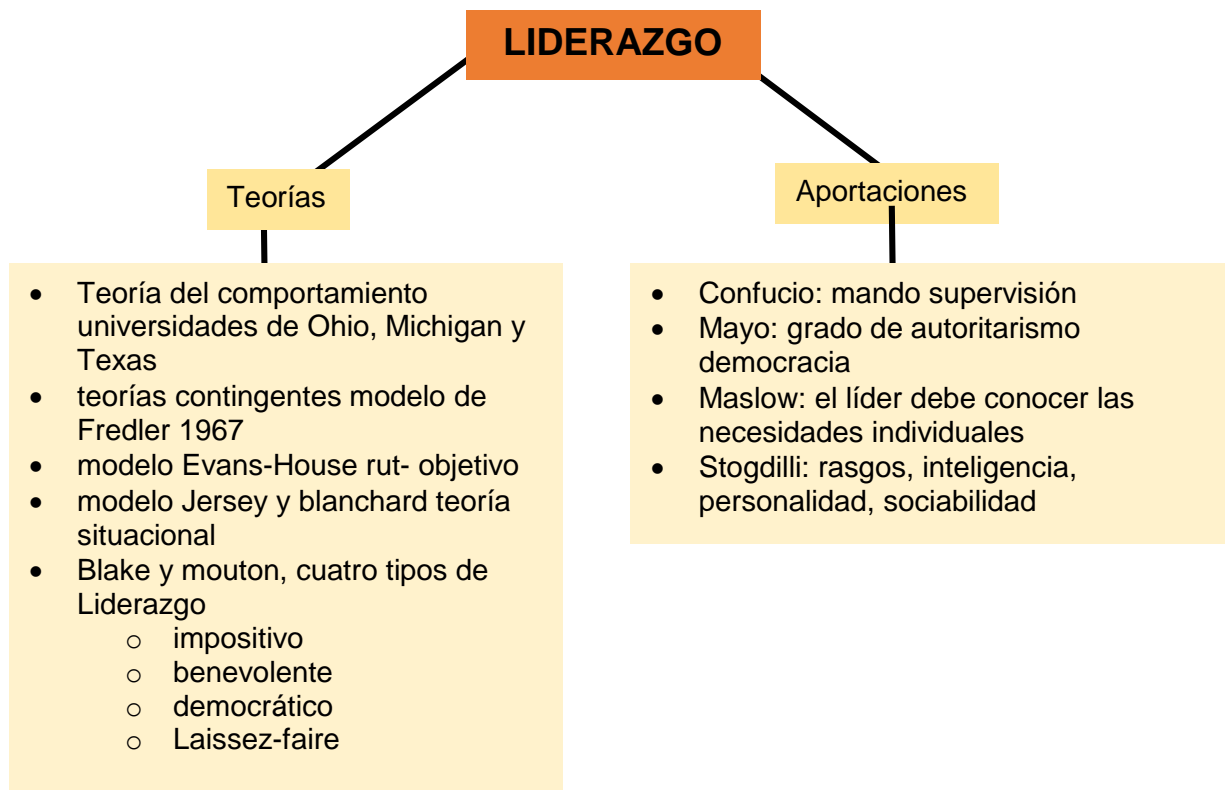 LIDERAZGO
Teorías
Aportaciones
• Teoría del comportamiento
universidades de Ohio, Michigan y
Texas
• teorías contingentes modelo de
Fredler 1967
• modelo Evans-House rut- objetivo
• modelo Jersey y blanchard teoría
situacional
• Blake y mouton, cuatro tipos de
Liderazgo
o impositivo
o benevolente
o democrático
o Laissez-faire
• Confucio: mando supervisión
• Mayo: grado de autoritarismo
democracia
• Maslow: el líder debe conocer las
necesidades individuales
• Stogdilli: rasgos, inteligencia,
personalidad, sociabilidad